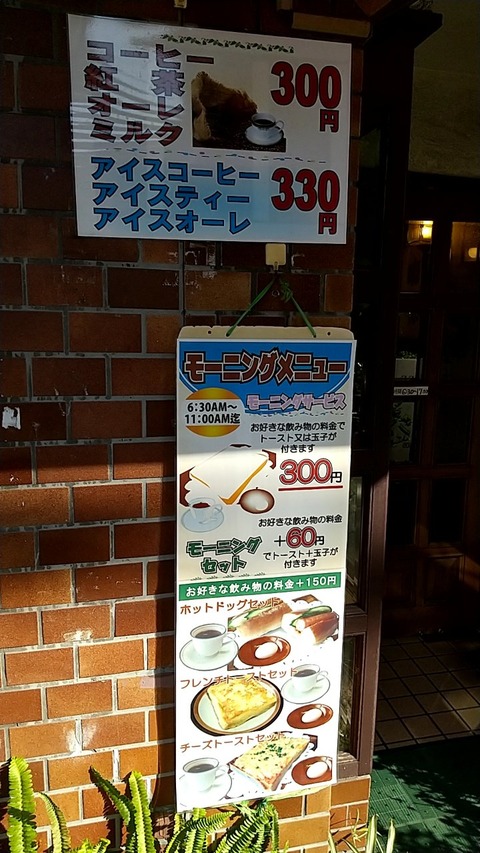 コーヒー
紅 茶
オーレ
ミルク
300円
アイスコーヒー
アイスティー
アイスオーレ
330円
モーニングメニュー
6:30AM〜
11:00AM迄
モーニングサービス
お好きな飲み物の料金で
トースト又は玉子が
付きます
300円
モーニング
セット
お好きな飲み物の料金
+60円
でトースト+玉子が
付きます
お好きな飲み物の料金+150円
ホットドッグセット
フレンチトーストセット
チーズトーストセット